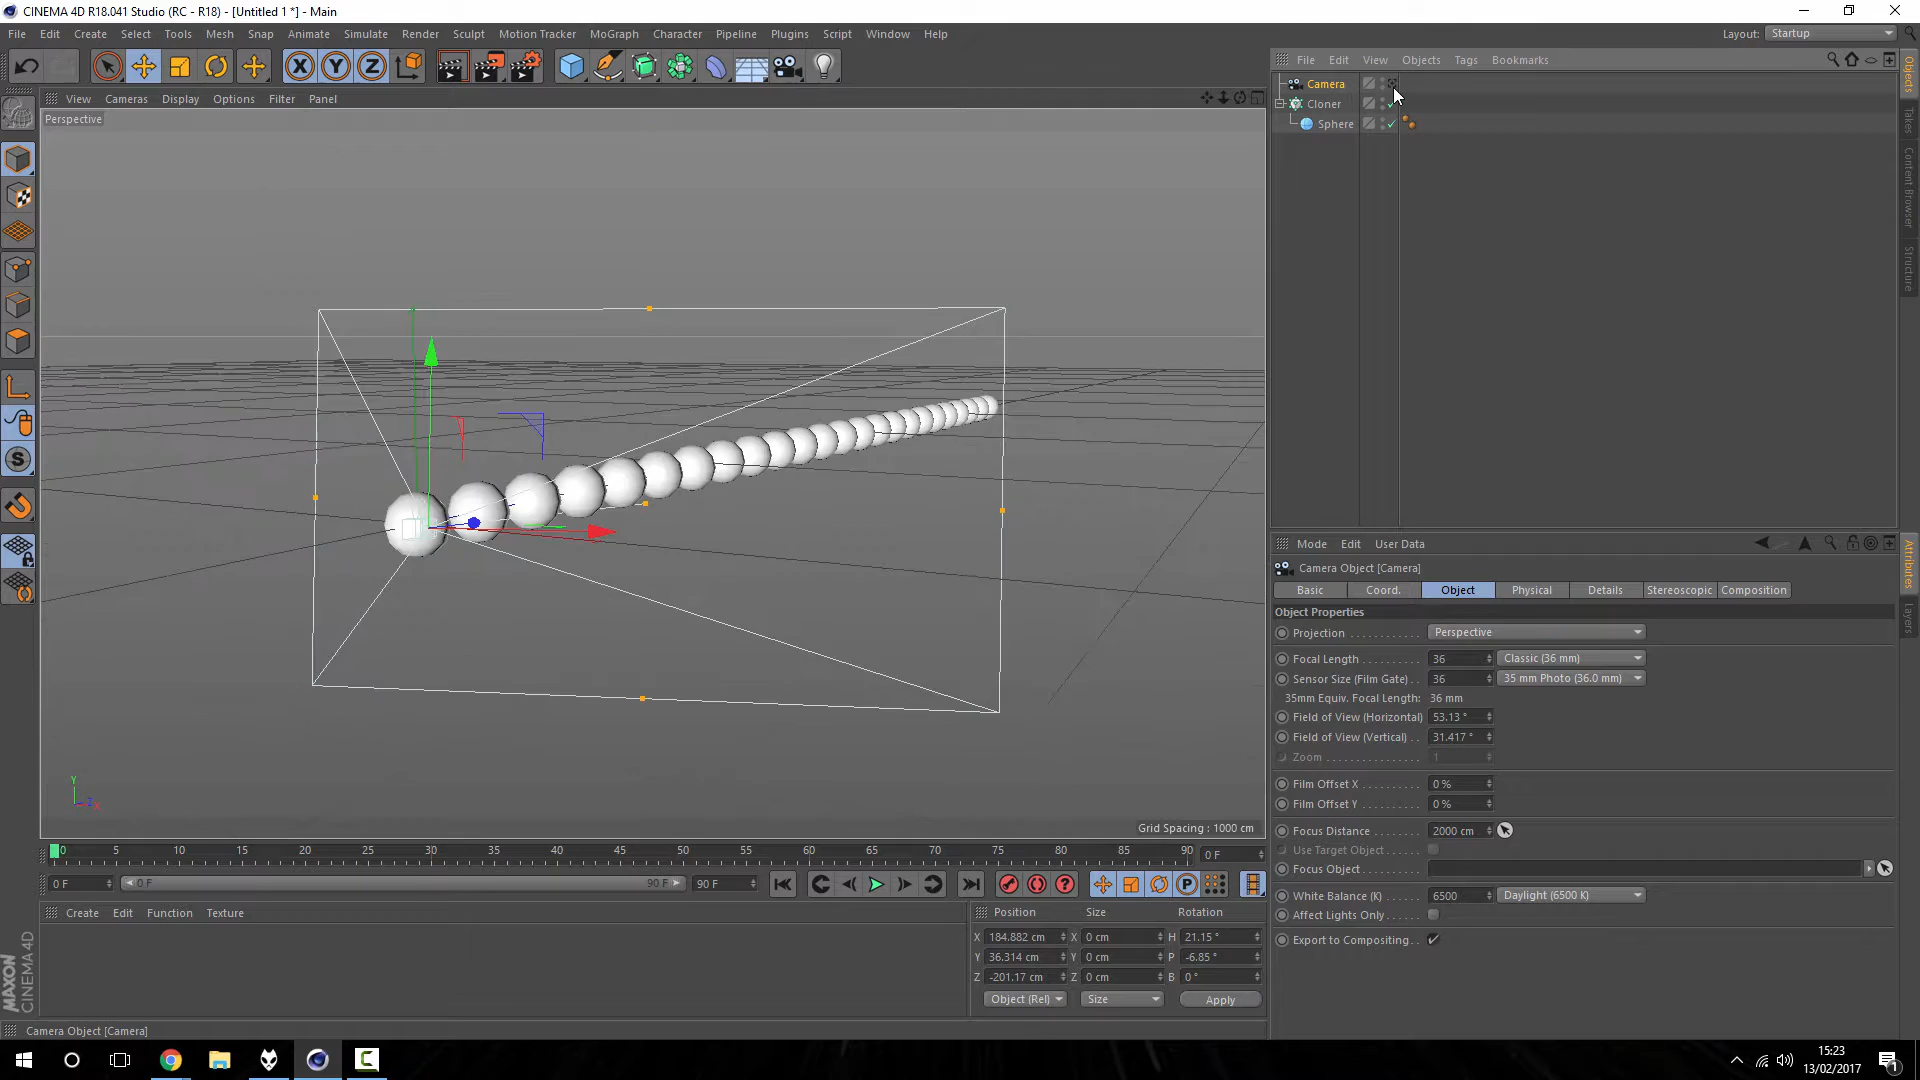 CINEMA 4D R18.041 Studio (RC - R18) - [Untitled 1 *] - Main
File Edit Create Select Tools Mesh Snap Animate Simulate Render Sculpt Motion Tracker MoGraph Character Pipeline Plugins Script Window Help
Layout: Startup
File Edit View Objects Tags Bookmarks
View Cameras Display Options Filter Panel
Perspective
Camera
Cloner
Sphere
Objects
Takes
Content Browser
Structure
Mode Edit User Data
Attributes
Layers
Camera Object [Camera]
Basic Coord. Object Physical Details Stereoscopic Composition
Object Properties
Projection Perspective
Focal Length 36 Classic (36 mm)
Sensor Size (Film Gate) 36 35 mm Photo (36.0 mm)
35mm Equiv. Focal Length: 36 mm
Field of View (Horizontal) 53.13 °
Field of View (Vertical) 31.417 °
Zoom 1
Film Offset X 0 %
Film Offset Y 0 %
Focus Distance 2000 cm
Use Target Object
Focus Object
White Balance (K) 6500 Daylight (6500 K)
Affect Lights Only
Export to Compositing
Y
Z X
Grid Spacing : 1000 cm
0 5 10 15 20 25 30 35 40 45 50 55 60 65 70 75 80 85 90 0 F
0 F 0 F 90 F 90 F
Create Edit Function Texture
Position Size Rotation
X 184.882 cm X 0 cm H 21.15 °
Y 36.314 cm Y 0 cm P -6.85 °
Z -201.17 cm Z 0 cm B 0 °
Object (Rel) Size Apply
MAXON CINEMA 4D
Camera Object [Camera]
15:23
13/02/2017
1